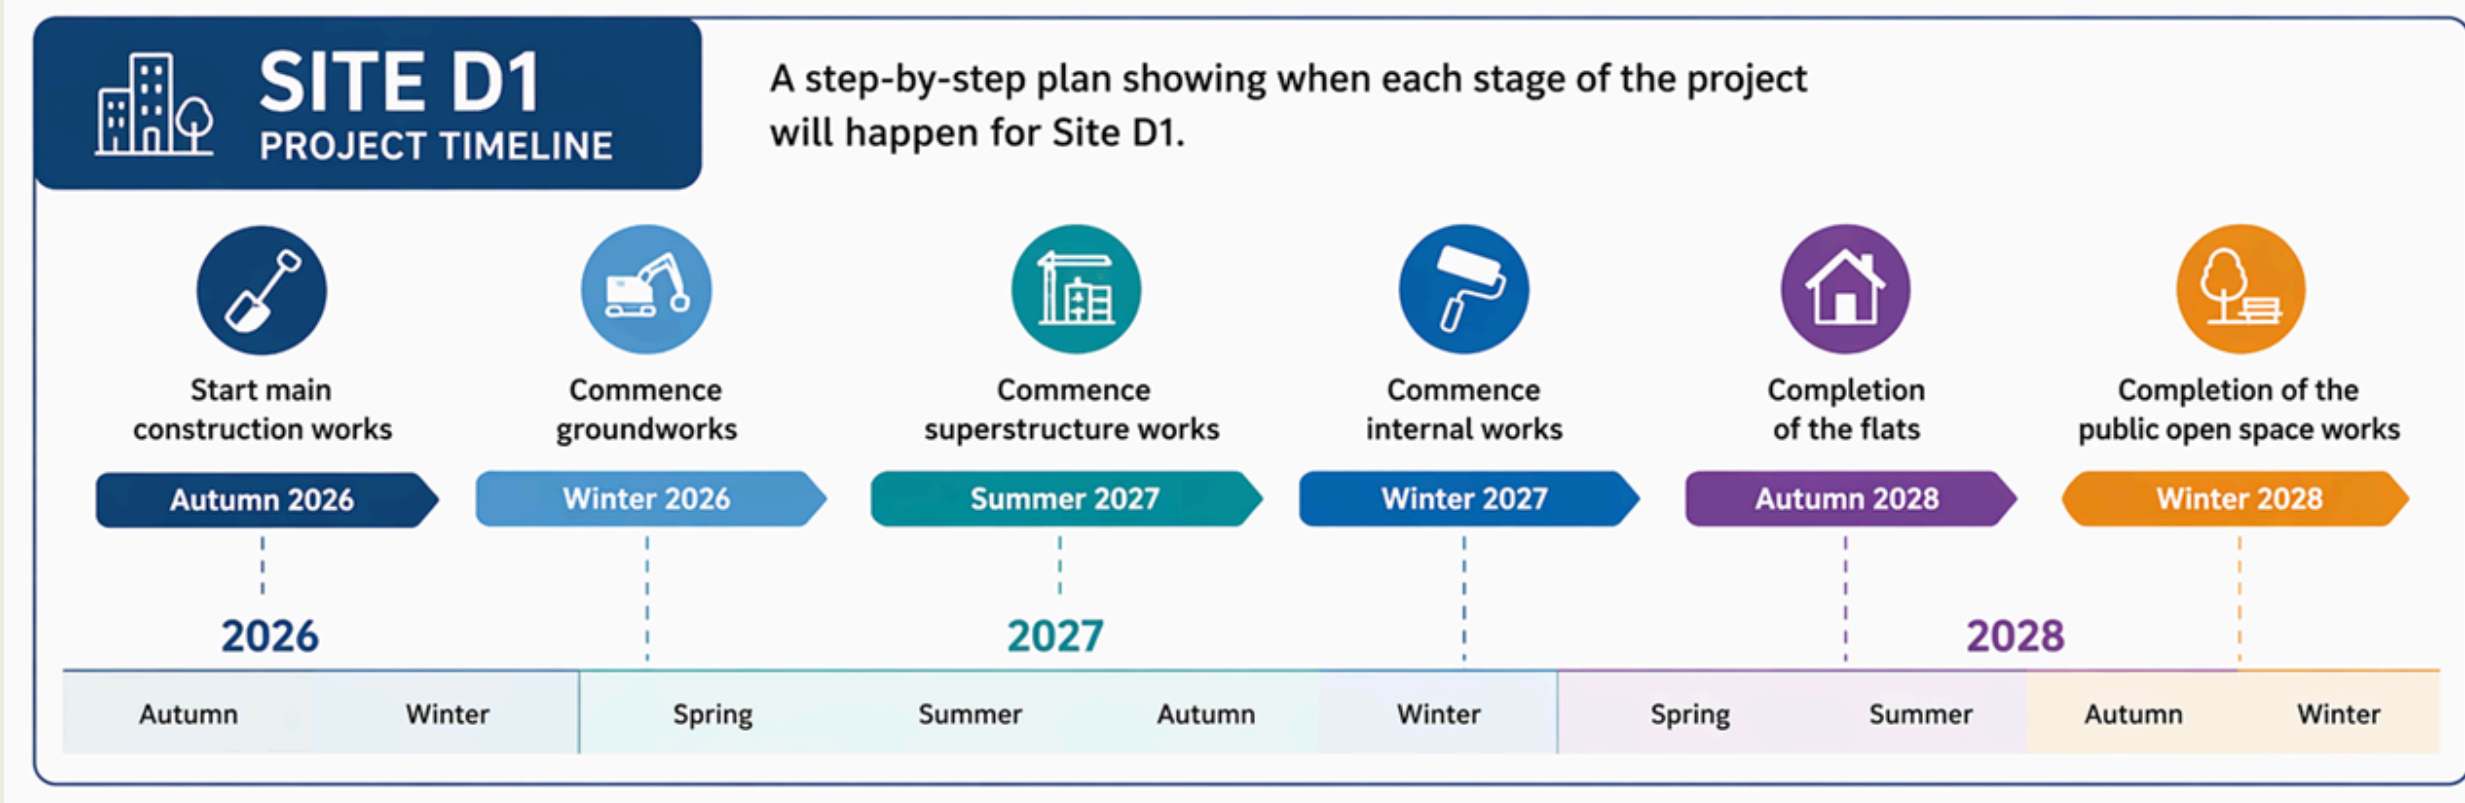 SITE D1
PROJECT TIMELINE
A step-by-step plan showing when each stage of the project
will happen for Site D1.
Start main
construction works
Autumn 2026
Commence
groundworks
Winter 2026
Commence
superstructure works
Summer 2027
Commence
internal works
Winter 2027
Completion
of the flats
Autumn 2028
Completion of the
public open space works
Winter 2028
2026
2027
2028
Autumn
Winter
Spring
Summer
Autumn
Winter
Spring
Summer
Autumn
Winter